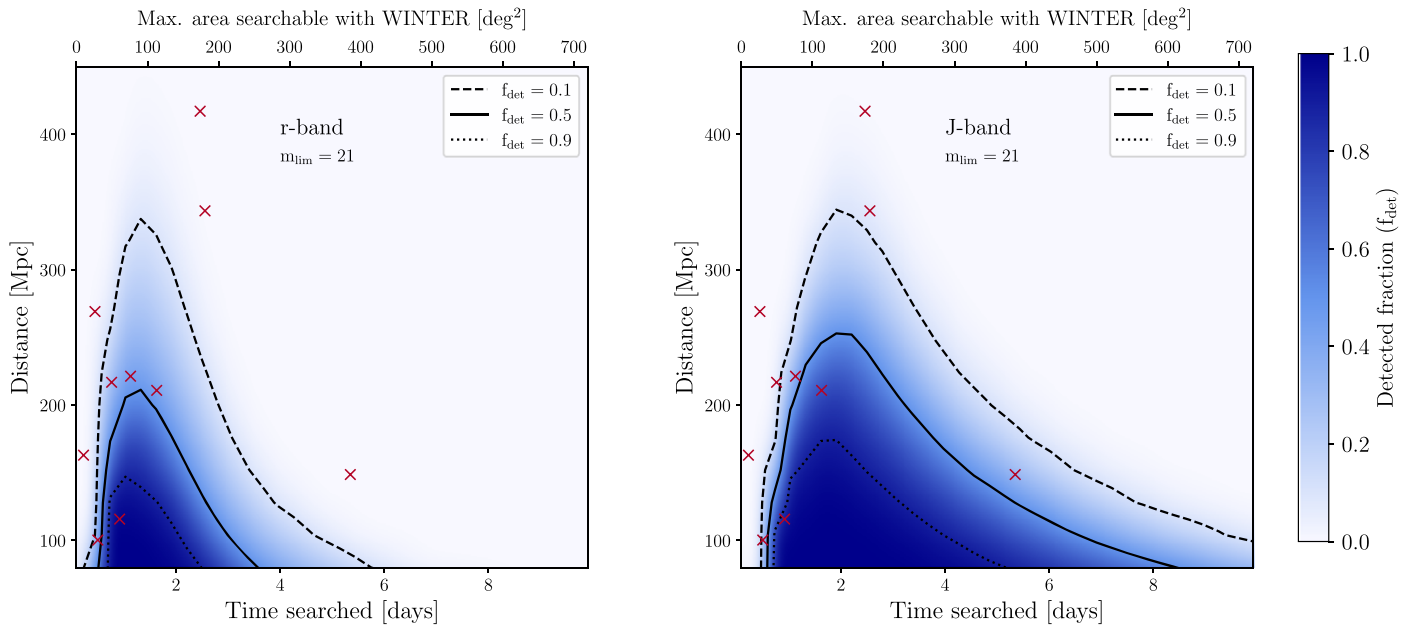 Max. area searchable with WINTER [deg²]
0 100 200 300 400 500 600 700
f_det = 0.1
f_det = 0.5
f_det = 0.9
r-band
m_lim = 21
400
300
200
100
Distance [Mpc]
2 4 6 8
Time searched [days]
Max. area searchable with WINTER [deg²]
0 100 200 300 400 500 600 700
f_det = 0.1
f_det = 0.5
f_det = 0.9
J-band
m_lim = 21
400
300
200
100
Distance [Mpc]
2 4 6 8
Time searched [days]
1.0
0.8
0.6
0.4
0.2
0.0
Detected fraction (f_det)